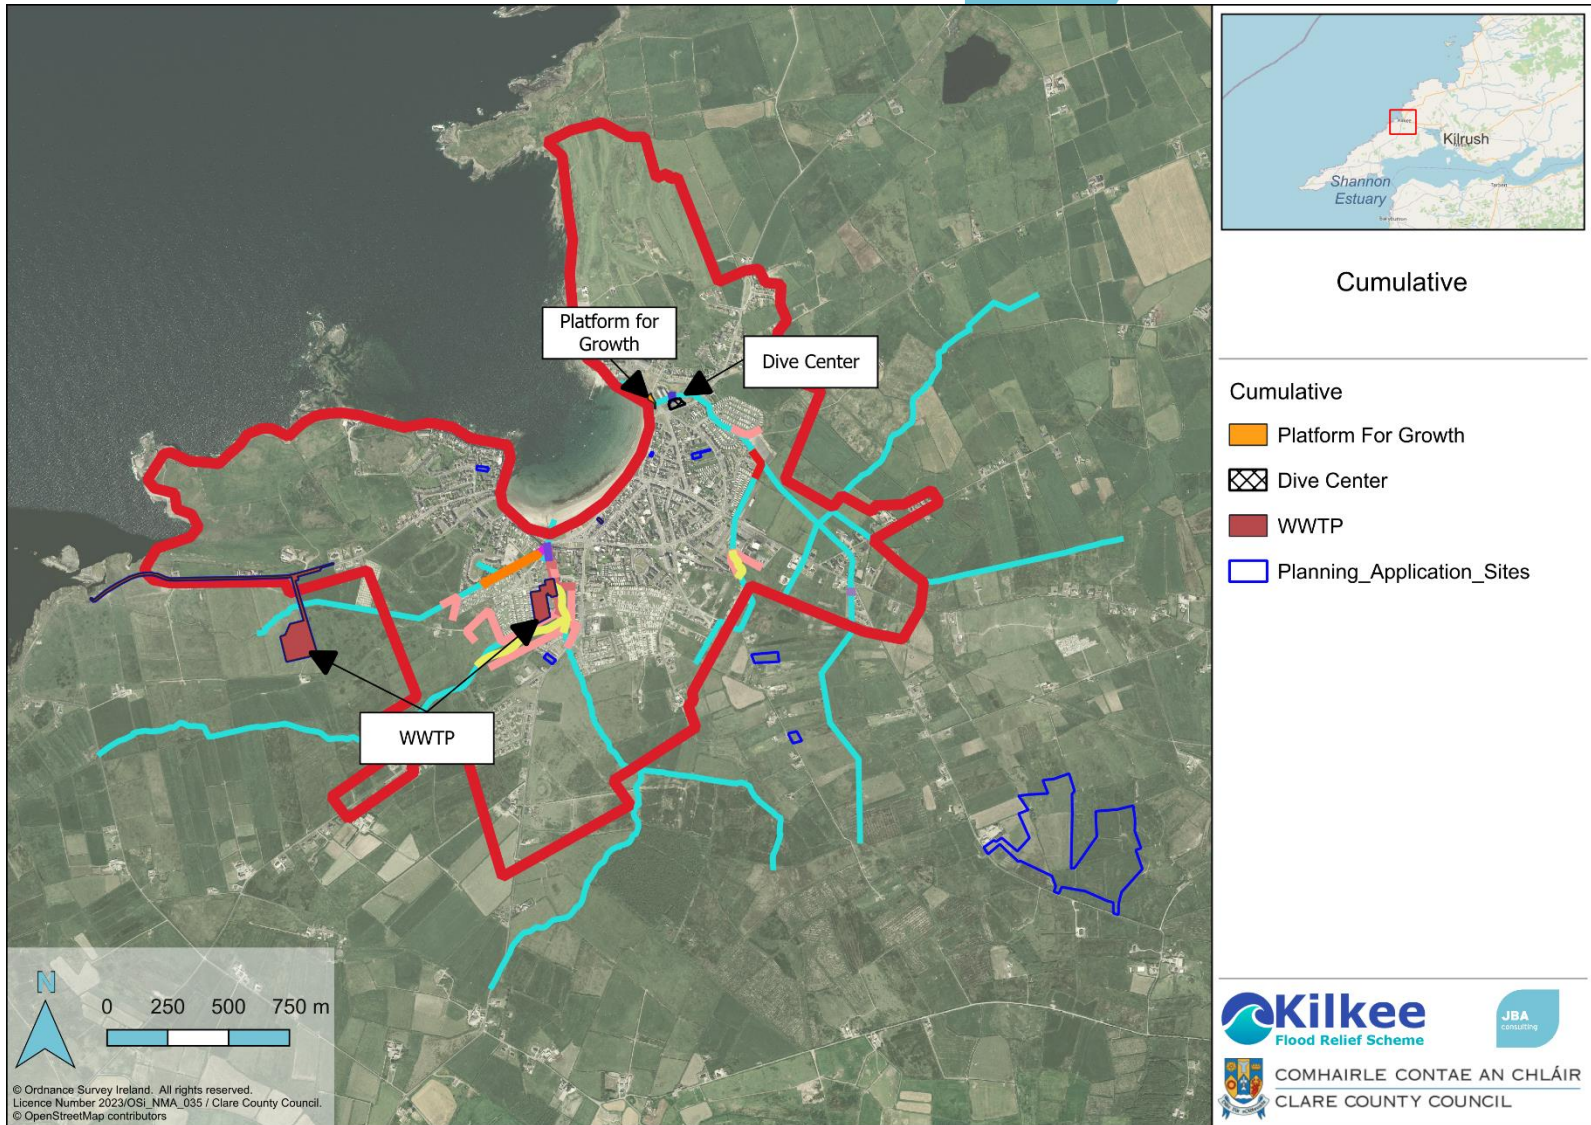 Platform for
Growth
Dive Center
WWTP
N
0 250 500 750 m
© Ordnance Survey Ireland. All rights reserved.
Licence Number 2023/OSi_NMA_035 / Clare County Council.
© OpenStreetMap contributors
Kilkee
Kilrush
Shannon
Estuary
Tarbert
Cumulative
Cumulative
Platform For Growth
Dive Center
WWTP
Planning_Application_Sites
Kilkee
Flood Relief Scheme
JBA
consulting
COMHAIRLE CONTAE AN CHLÁIR
CLARE COUNTY COUNCIL